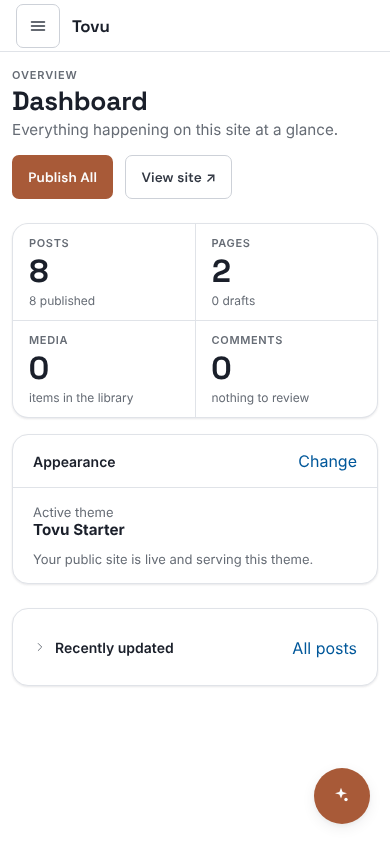 Tovu
OVERVIEW
Dashboard
Everything happening on this site at a glance.
Publish All
View site ↗
POSTS
8
8 published
PAGES
2
0 drafts
MEDIA
0
items in the library
COMMENTS
0
nothing to review
Appearance
Change
Active theme
Tovu Starter
Your public site is live and serving this theme.
Recently updated
All posts